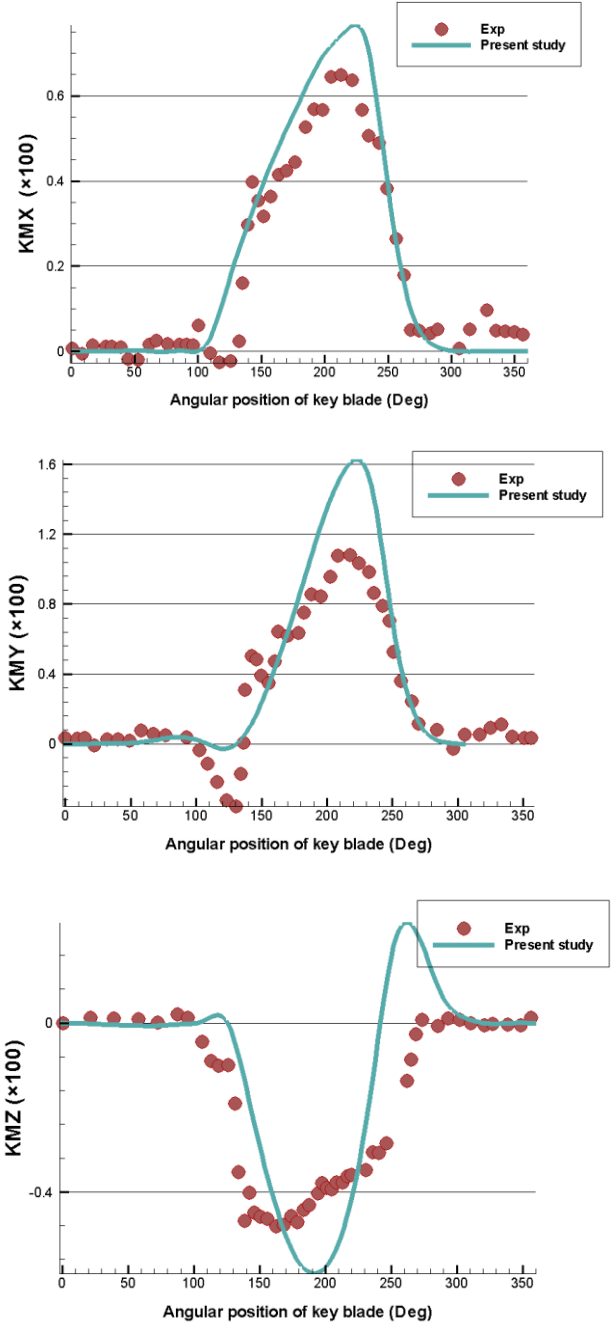 Exp
Present study
0.6
0.4
0.2
0
KMX (×100)
0 50 100 150 200 250 300 350
Angular position of key blade (Deg)
Exp
Present study
1.6
1.2
0.8
0.4
0
KMY (×100)
0 50 100 150 200 250 300 350
Angular position of key blade (Deg)
Exp
Present study
0
-0.4
KMZ (×100)
0 50 100 150 200 250 300 350
Angular position of key blade (Deg)